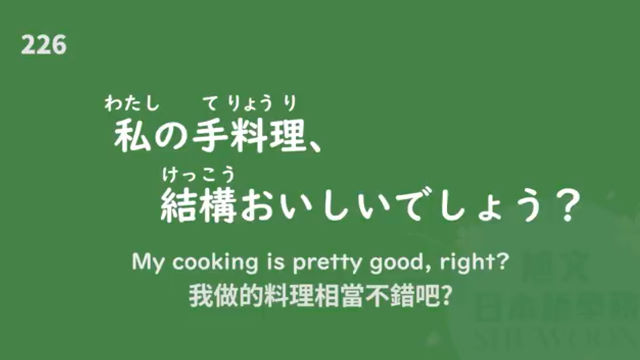 226
わたし てりょうり
私の手料理、
けっこう
結構おいしいでしょう？
My cooking is pretty good, right?
我做的料理相當不錯吧?